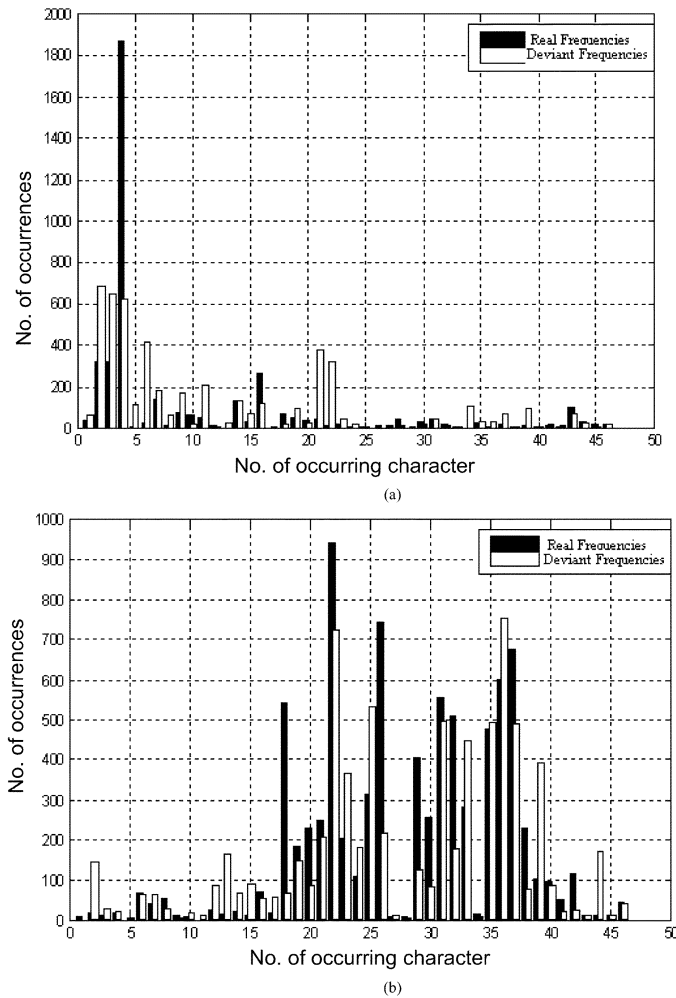 2000
1800
1600
1400
1200
1000
800
600
400
200
0
No. of occurrences
Real Frequencies
Deviant Frequencies
0 5 10 15 20 25 30 35 40 45 50
No. of occurring character
(a)
1000
900
800
700
600
500
400
300
200
100
0
No. of occurrences
Real Frequencies
Deviant Frequencies
0 5 10 15 20 25 30 35 40 45 50
No. of occurring character
(b)